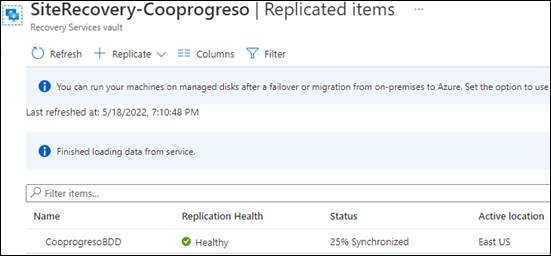 SiteRecovery-Cooprogreso | Replicated items ...
Recovery Services vault
Refresh + Replicate Columns Filter
You can run your machines on managed disks after a failover or migration from on-premises to Azure. Set the option to use
Last refreshed at: 5/18/2022, 7:10:48 PM
Finished loading data from service.
Filter items...
Name Replication Health Status Active location
CooprogresoBDD Healthy 25% Synchronized East US